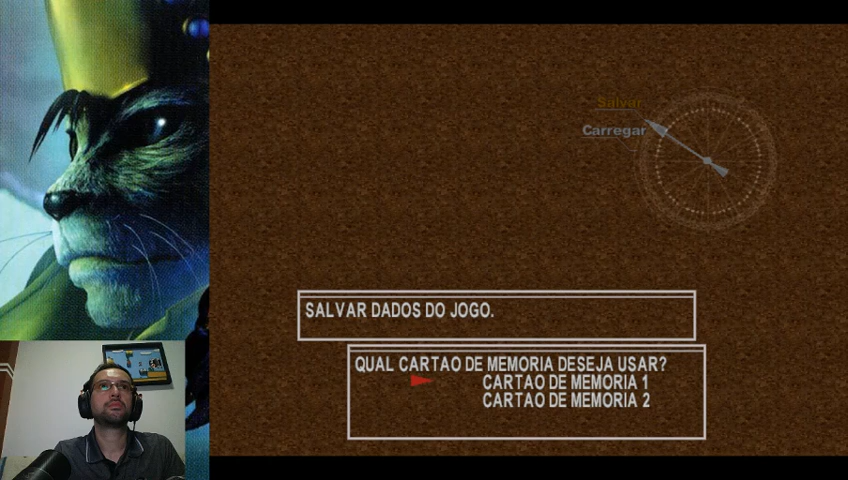 Salvar
Carregar
SALVAR DADOS DO JOGO.
QUAL CARTAO DE MEMORIA DESEJA USAR?
CARTAO DE MEMORIA 1
CARTAO DE MEMORIA 2